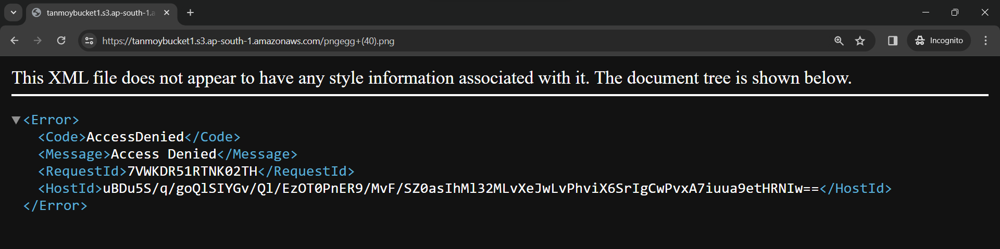 tanmoybucket1.s3.ap-south-1.a
https://tanmoybucket1.s3.ap-south-1.amazonaws.com/pngegg+(40).png
Incognito
This XML file does not appear to have any style information associated with it. The document tree is shown below.
▼<Error>
<Code>AccessDenied</Code>
<Message>Access Denied</Message>
<RequestId>7VWKDR51RTNK02TH</RequestId>
<HostId>uBDu5S/q/goQlSIYGv/Ql/EzOT0PnER9/MvF/SZ0asIhMl32MLvXeJwLvPhviX6SrIgCwPvxA7iuua9etHRNIw==</HostId>
</Error>